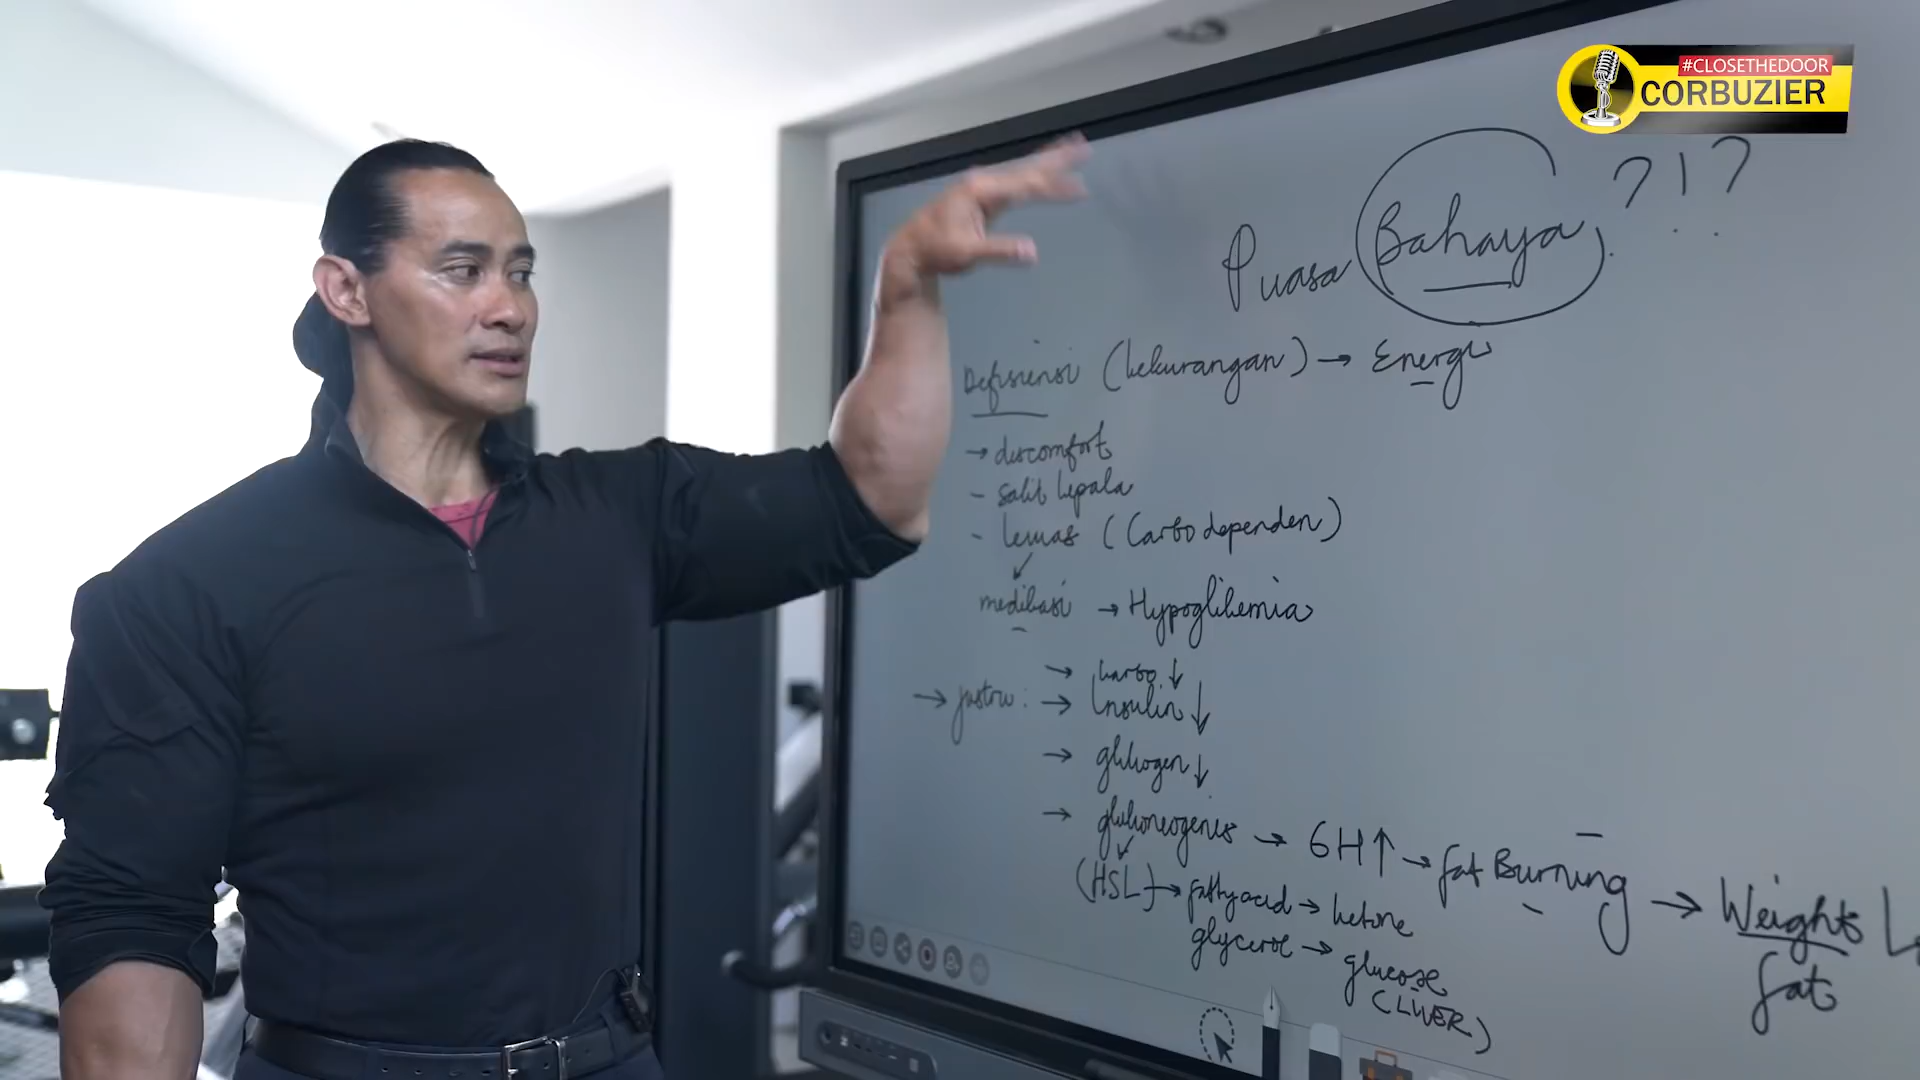 #CLOSETHEDOOR
CORBUZIER
Puasa Bahaya ?!?
Defisiensi (kekurangan) → Energi
→ discomfort
- sakit kepala
- lemas (Carbo dependen)
medikasi → Hypoglikemia
→ karbo ↓
→ justru: → Insulin ↓
→ glikogen ↓
→ glukoneogenis → GH↑ → fat Burning → Weights
fat
(HSL) → fatty acid → ketone
glycerol → glucose
(LIVER)